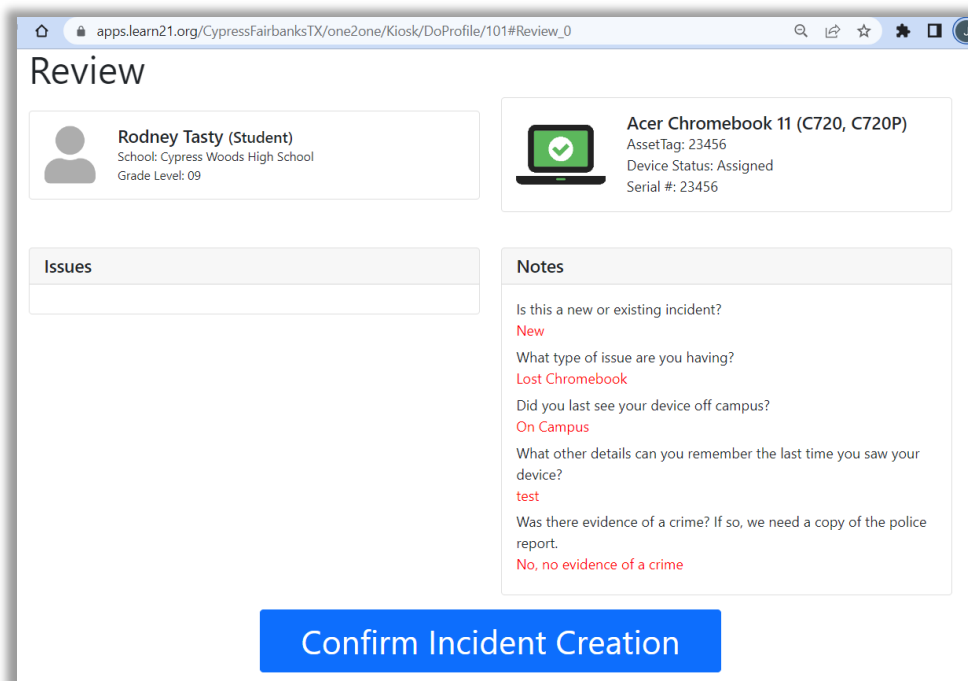 apps.learn21.org/CypressFairbanksTX/one2one/Kiosk/DoProfile/101#Review_0
Review
Rodney Tasty (Student)
School: Cypress Woods High School
Grade Level: 09
Acer Chromebook 11 (C720, C720P)
AssetTag: 23456
Device Status: Assigned
Serial #: 23456
Issues
Notes
Is this a new or existing incident?
New
What type of issue are you having?
Lost Chromebook
Did you last see your device off campus?
On Campus
What other details can you remember the last time you saw your
device?
test
Was there evidence of a crime? If so, we need a copy of the police
report.
No, no evidence of a crime
Confirm Incident Creation